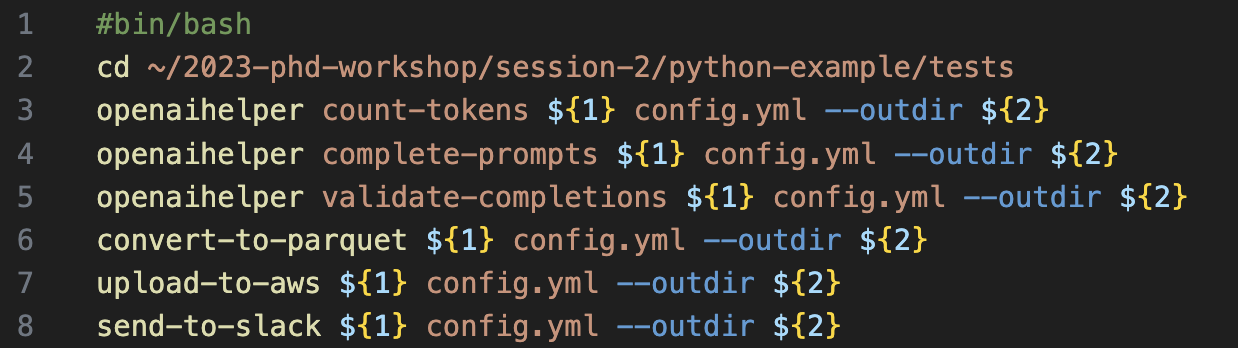 1 #bin/bash
2 cd ~/2023-phd-workshop/session-2/python-example/tests
3 openaihelper count-tokens ${1} config.yml --outdir ${2}
4 openaihelper complete-prompts ${1} config.yml --outdir ${2}
5 openaihelper validate-completions ${1} config.yml --outdir ${2}
6 convert-to-parquet ${1} config.yml --outdir ${2}
7 upload-to-aws ${1} config.yml --outdir ${2}
8 send-to-slack ${1} config.yml --outdir ${2}